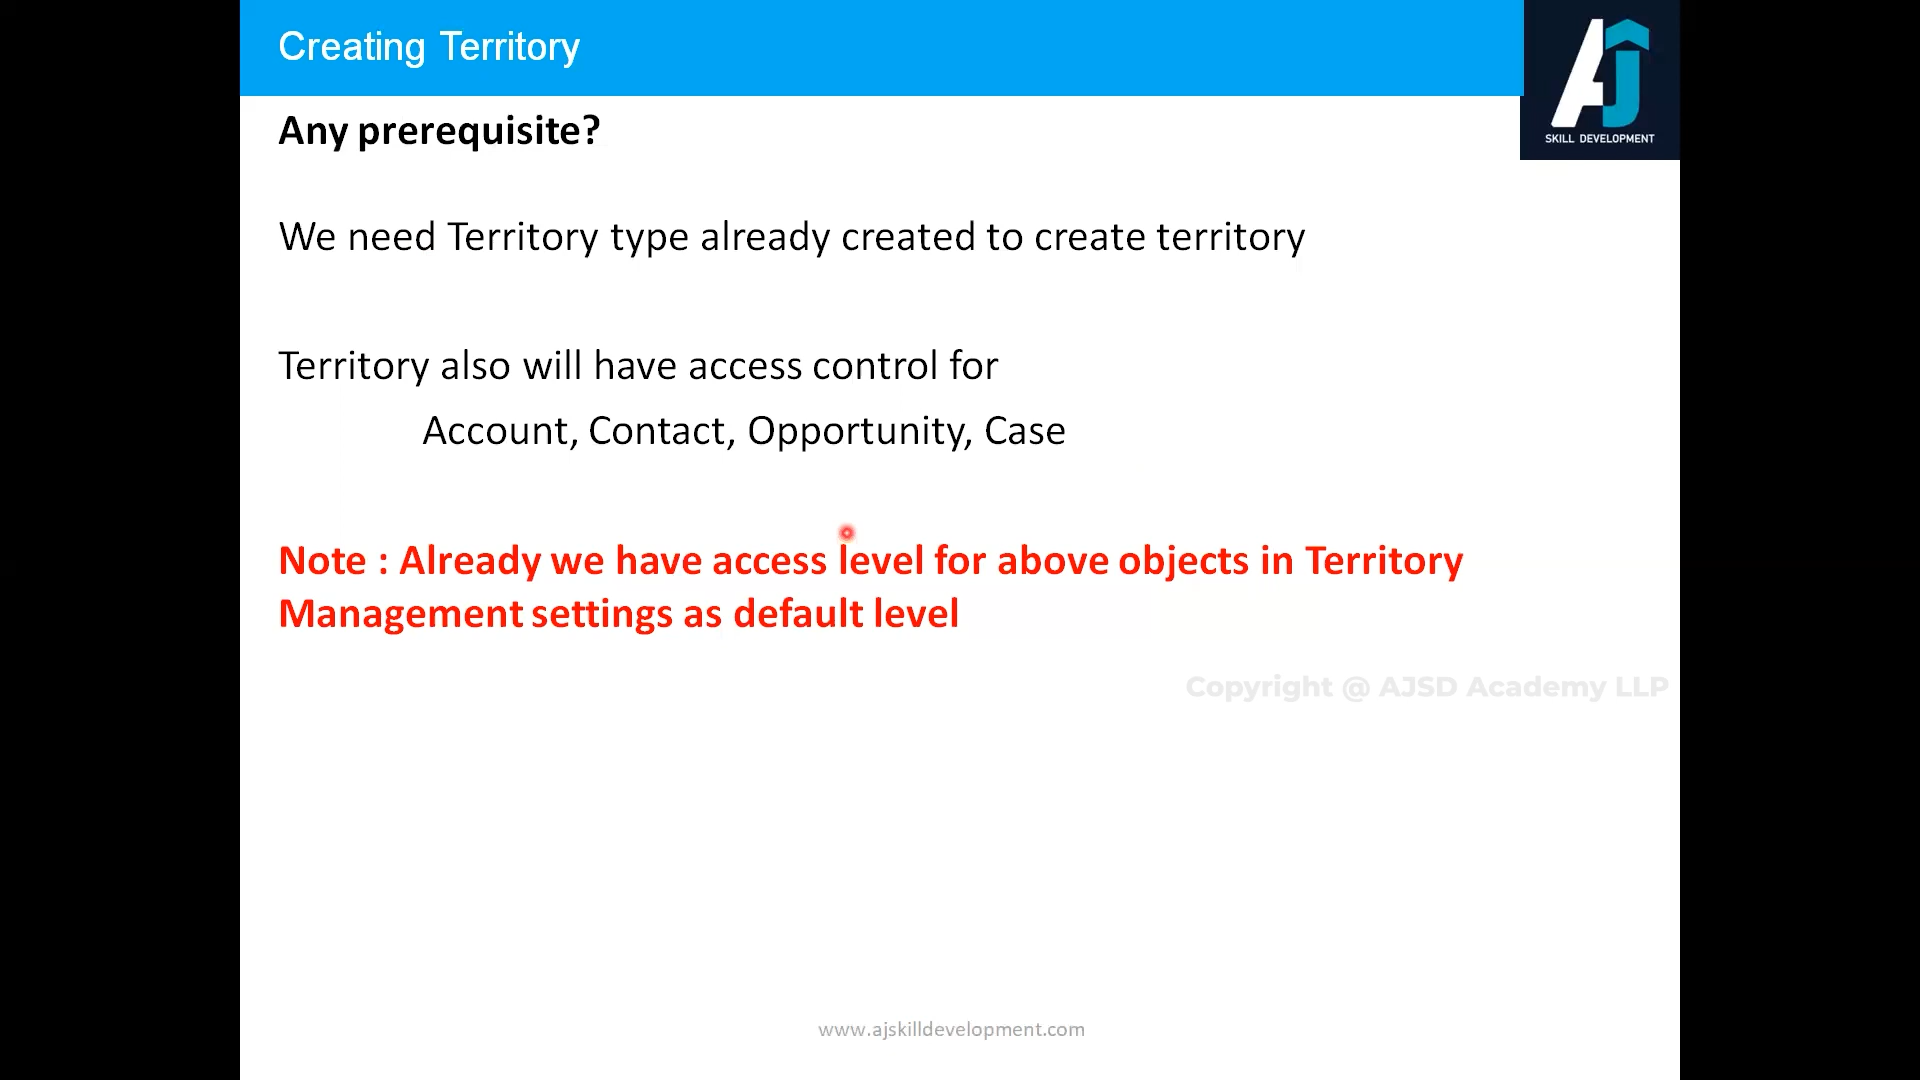 Creating Territory
AJ
SKILL DEVELOPMENT
Any prerequisite?
We need Territory type already created to create territory
Territory also will have access control for
Account, Contact, Opportunity, Case
Note : Already we have access level for above objects in Territory
Management settings as default level
Copyright @ AJSD Academy LLP
www.ajskilldevelopment.com